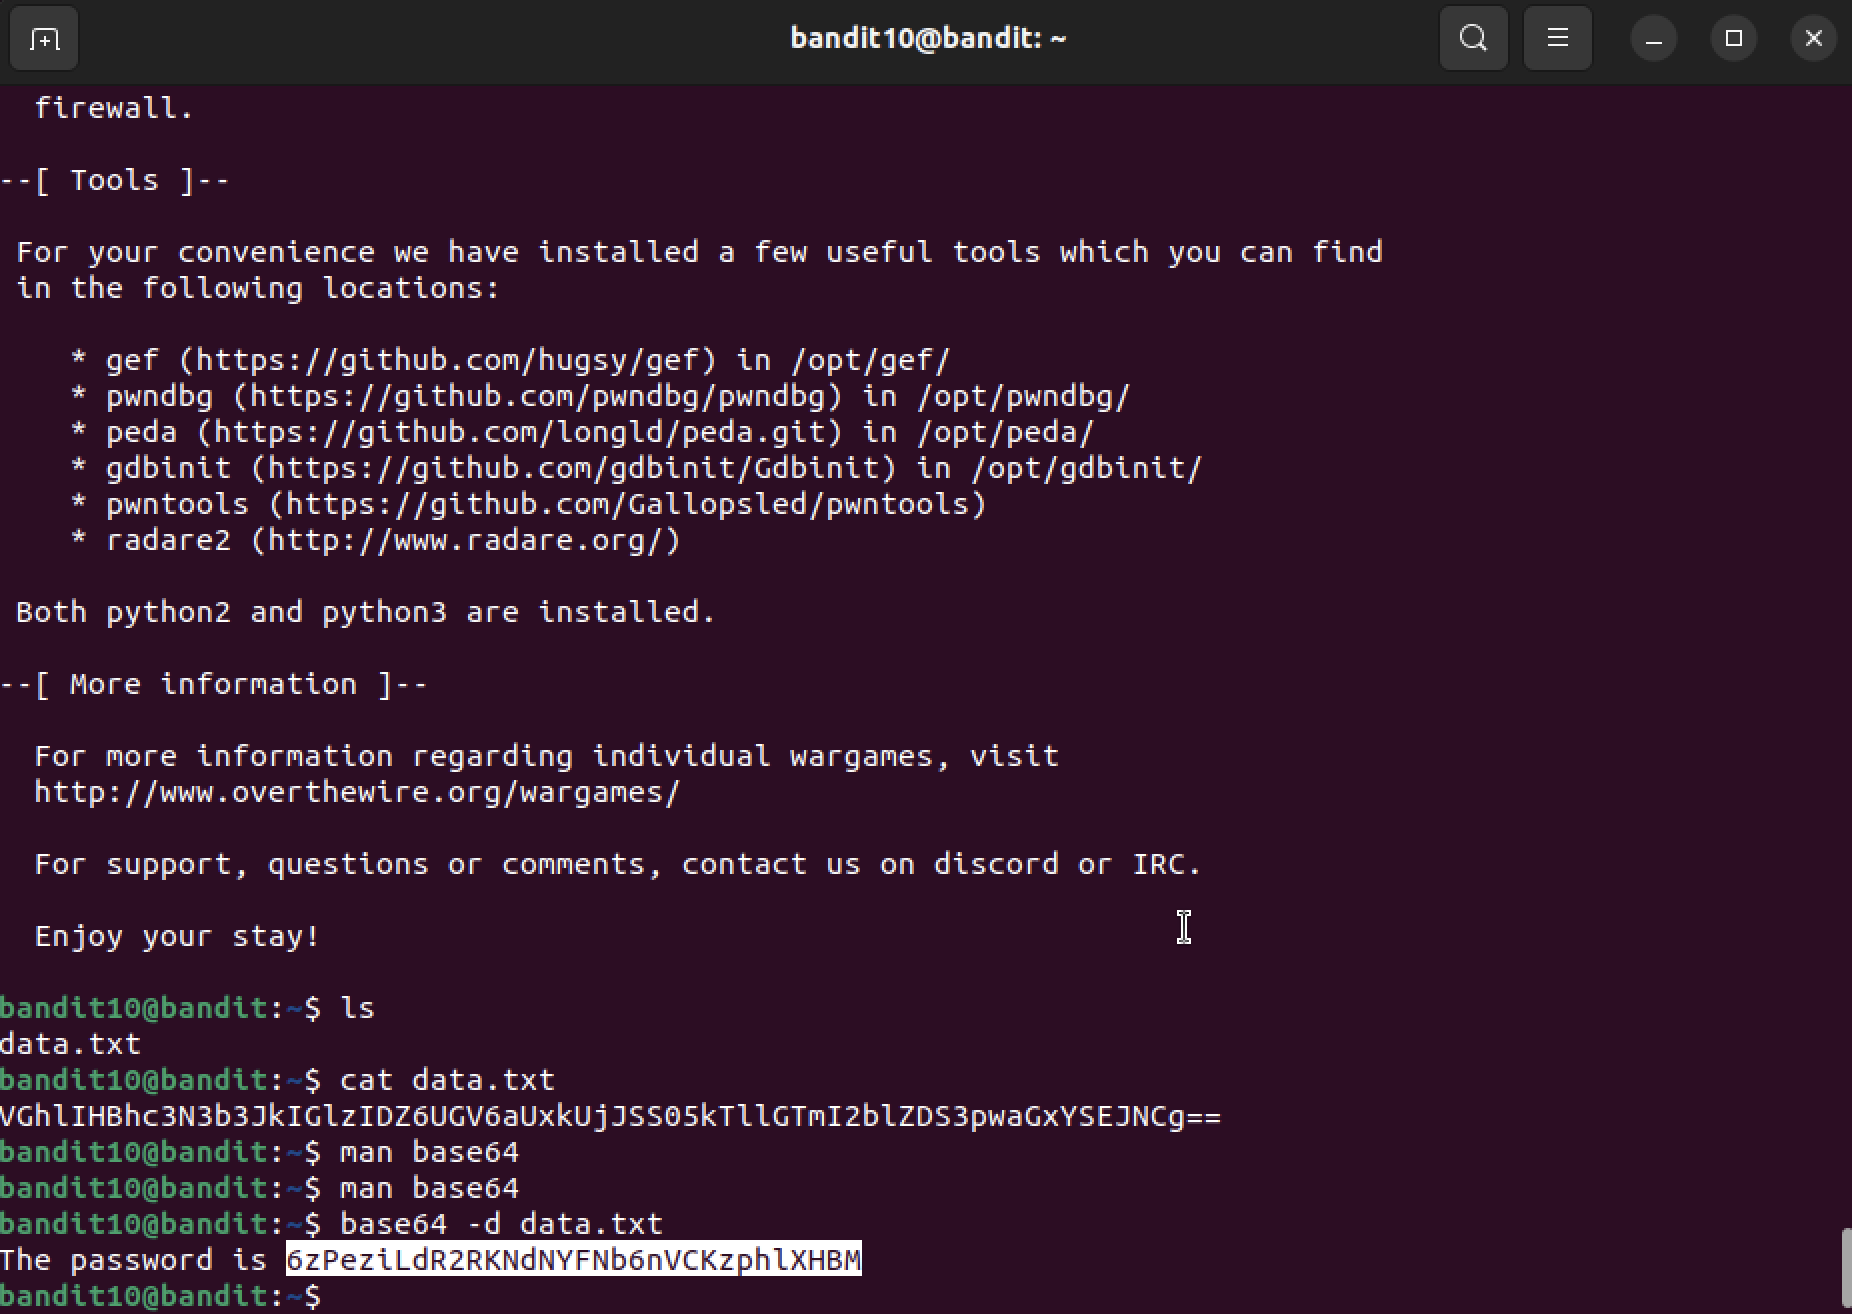 bandit10@bandit: ~
firewall.
--[ Tools ]--
For your convenience we have installed a few useful tools which you can find
in the following locations:
* gef (https://github.com/hugsy/gef) in /opt/gef/
* pwndbg (https://github.com/pwndbg/pwndbg) in /opt/pwndbg/
* peda (https://github.com/longld/peda.git) in /opt/peda/
* gdbinit (https://github.com/gdbinit/Gdbinit) in /opt/gdbinit/
* pwntools (https://github.com/Gallopsled/pwntools)
* radare2 (http://www.radare.org/)
Both python2 and python3 are installed.
--[ More information ]--
For more information regarding individual wargames, visit
http://www.overthewire.org/wargames/
For support, questions or comments, contact us on discord or IRC.
Enjoy your stay!
bandit10@bandit:~$ ls
data.txt
bandit10@bandit:~$ cat data.txt
VGhlIHBhc3N3b3JkIGlzIDZ6UGV6aUxkUjJSS05kTllGTmI2blZDS3pwaGxYSEJNCg==
bandit10@bandit:~$ man base64
bandit10@bandit:~$ man base64
bandit10@bandit:~$ base64 -d data.txt
The password is 6zPeziLdR2RKNdNYFNb6nVCKzphlXHBM
bandit10@bandit:~$